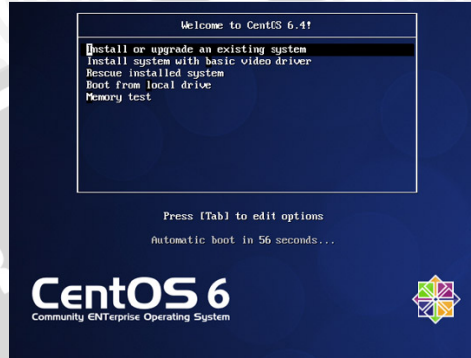 Welcome to CentOS 6.4!
Install or upgrade an existing system
Install system with basic video driver
Rescue installed system
Boot from local drive
Memory test
Press [Tab] to edit options
Automatic boot in 56 seconds...
CentOS 6
Community ENTerprise Operating System